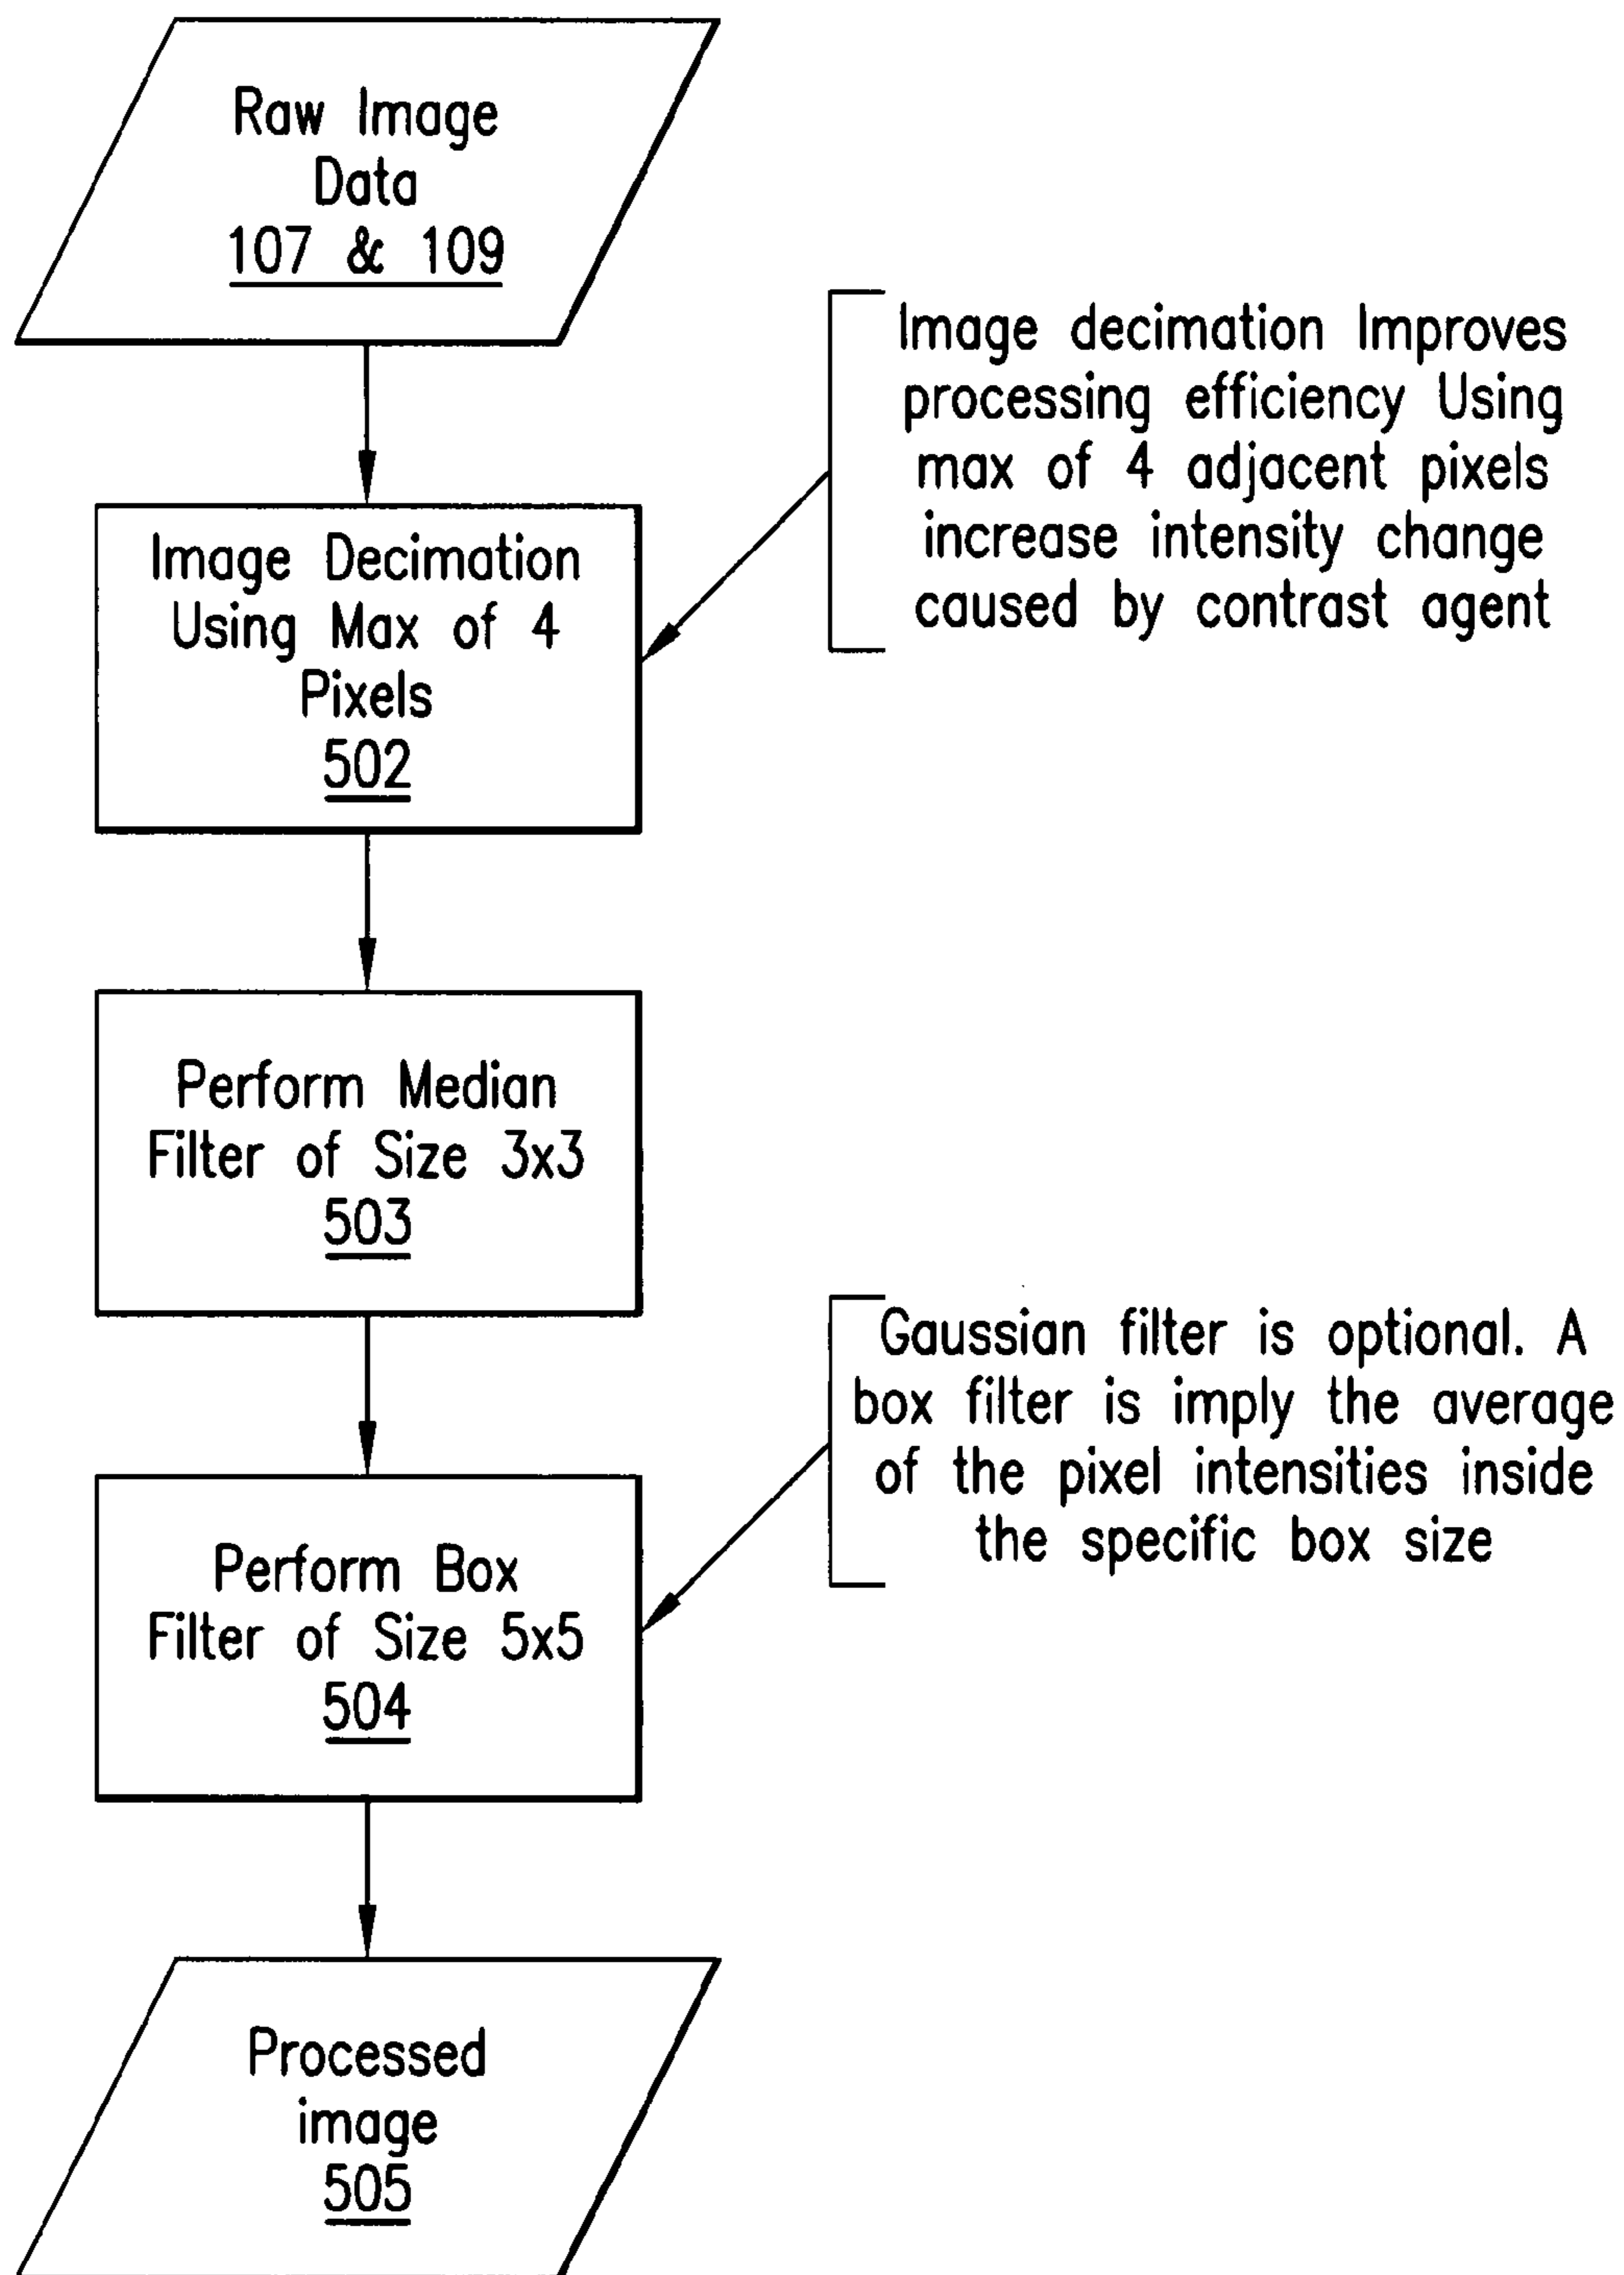 Raw Image
Data
107 & 109
Image decimation Improves
processing efficiency Using
max of 4 adjacent pixels
increase intensity change
caused by contrast agent
Image Decimation
Using Max of 4
Pixels
502
Perform Median
Filter of Size 3x3
503
Gaussian filter is optional. A
box filter is imply the average
of the pixel intensities inside
the specific box size
Perform Box
Filter of Size 5x5
504
Processed
image
505